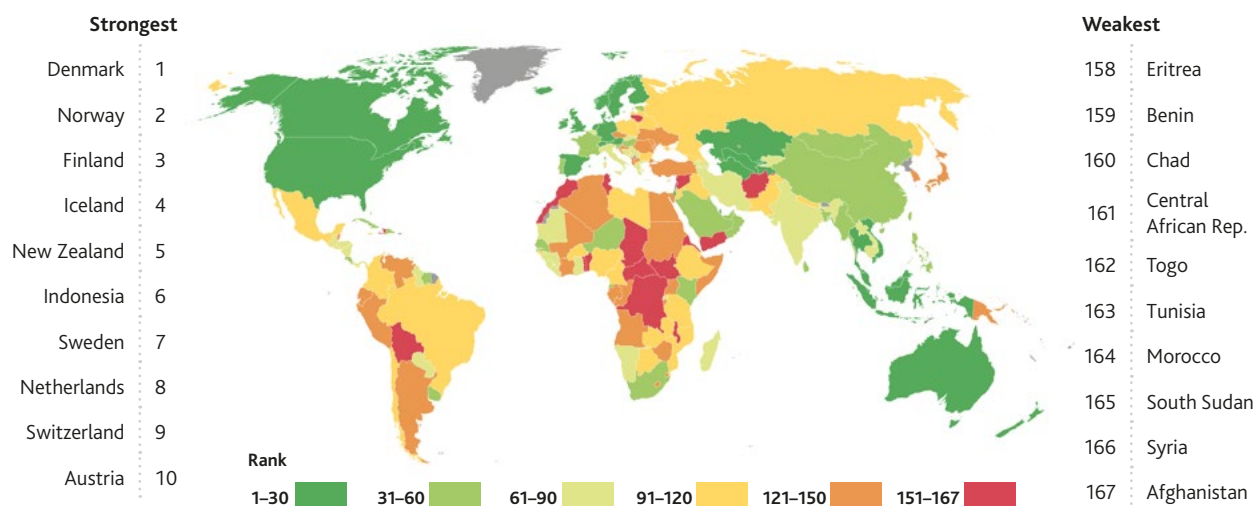 Strongest
Denmark 1
Norway 2
Finland 3
Iceland 4
New Zealand 5
Indonesia 6
Sweden 7
Netherlands 8
Switzerland 9
Austria 10
Weakest
158 Eritrea
159 Benin
160 Chad
161 Central
African Rep.
162 Togo
163 Tunisia
164 Morocco
165 South Sudan
166 Syria
167 Afghanistan
Rank
1–30 31–60 61–90 91–120 121–150 151–167